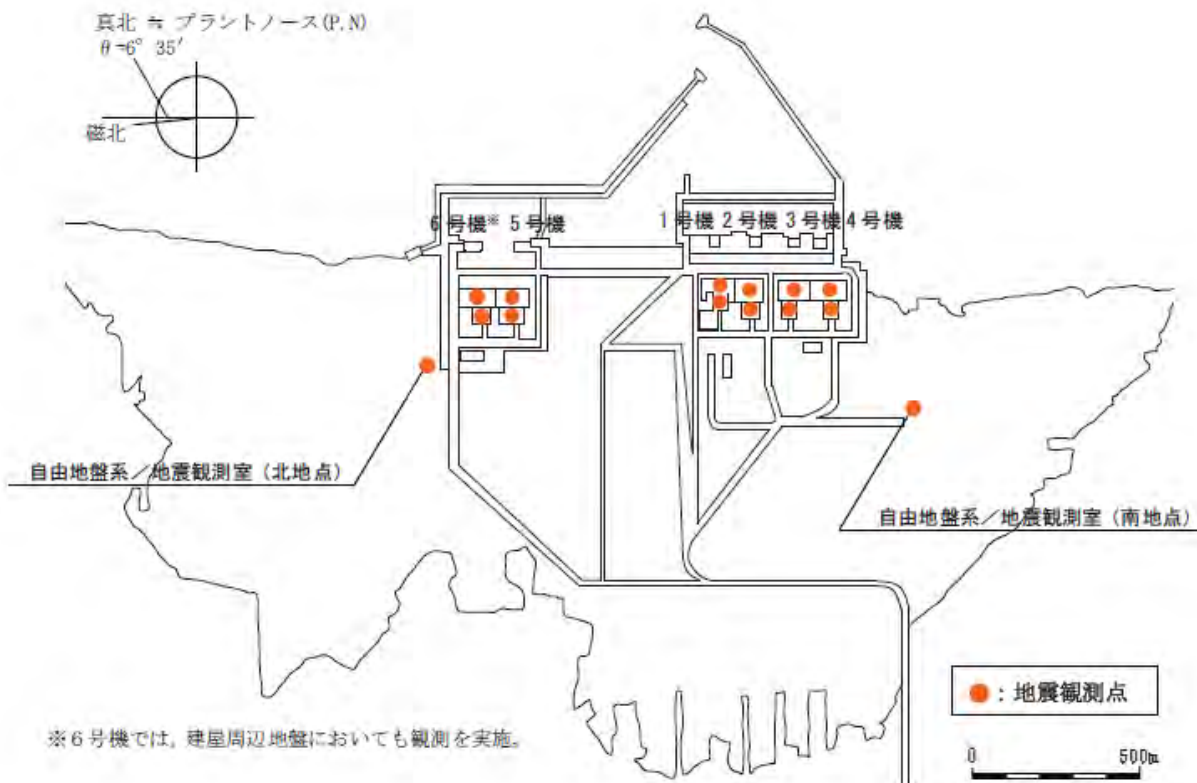 真北 ≒ プラントノース(P.N)
θ=6° 35′
磁北
6号機※ 5号機
1号機 2号機 3号機 4号機
自由地盤系／地震観測室（北地点）
自由地盤系／地震観測室（南地点）
●：地震観測点
※6号機では，建屋周辺地盤においても観測を実施。
0 500m